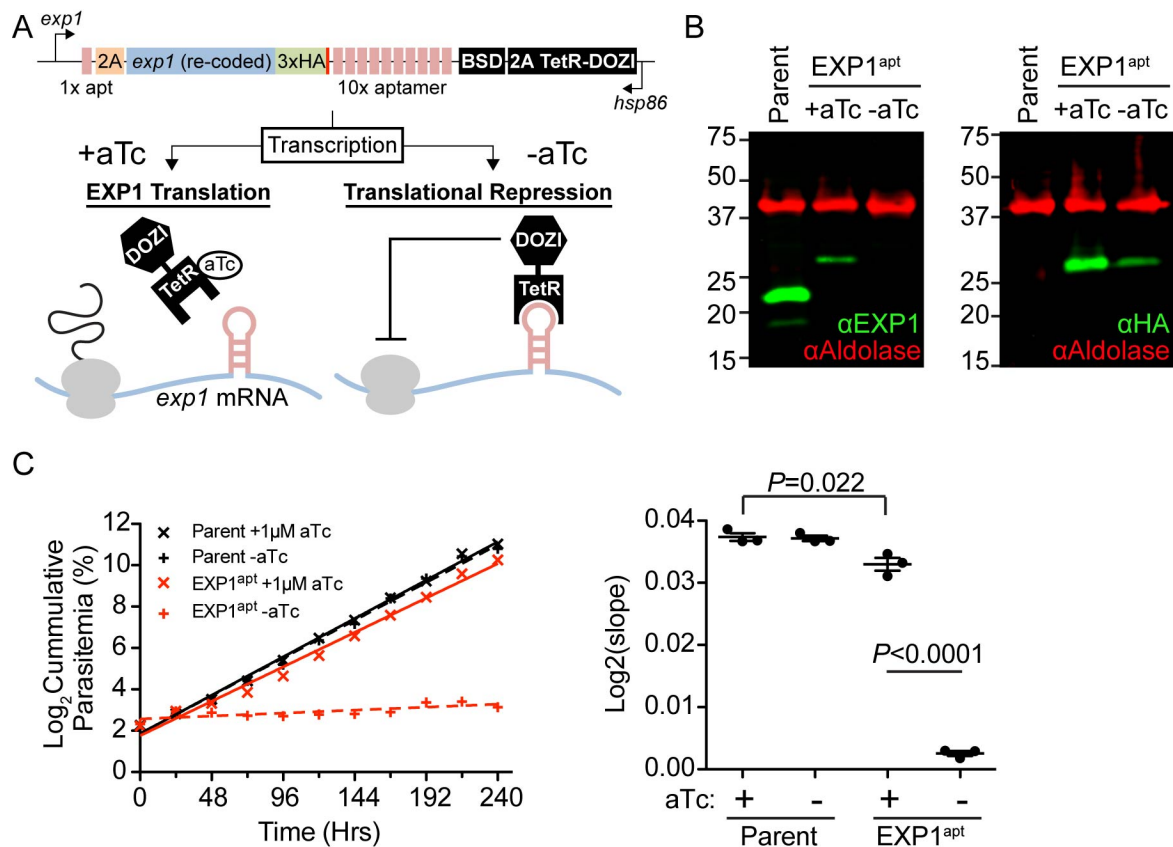 A
exp1
2A exp1 (re-coded) 3xHA BSD 2A TetR-DOZI
1x apt 10x aptamer hsp86
Transcription
+aTc -aTc
EXP1 Translation Translational Repression
DOZI DOZI
TetR aTc TetR
exp1 mRNA
B
Parent EXP1apt Parent EXP1apt
+aTc -aTc +aTc -aTc
75 75
50 50
37 37
25 25
20 20
15 15
αEXP1 αHA
αAldolase αAldolase
C
Log2 Cummulative Parasitemia (%)
12
10
8
6
4
2
0
Parent +1µM aTc
Parent -aTc
EXP1apt +1µM aTc
EXP1apt -aTc
0 48 96 144 192 240
Time (Hrs)
Log2(slope)
0.04
0.03
0.02
0.01
0.00
P=0.022
P<0.0001
aTc: + - + -
Parent EXP1apt